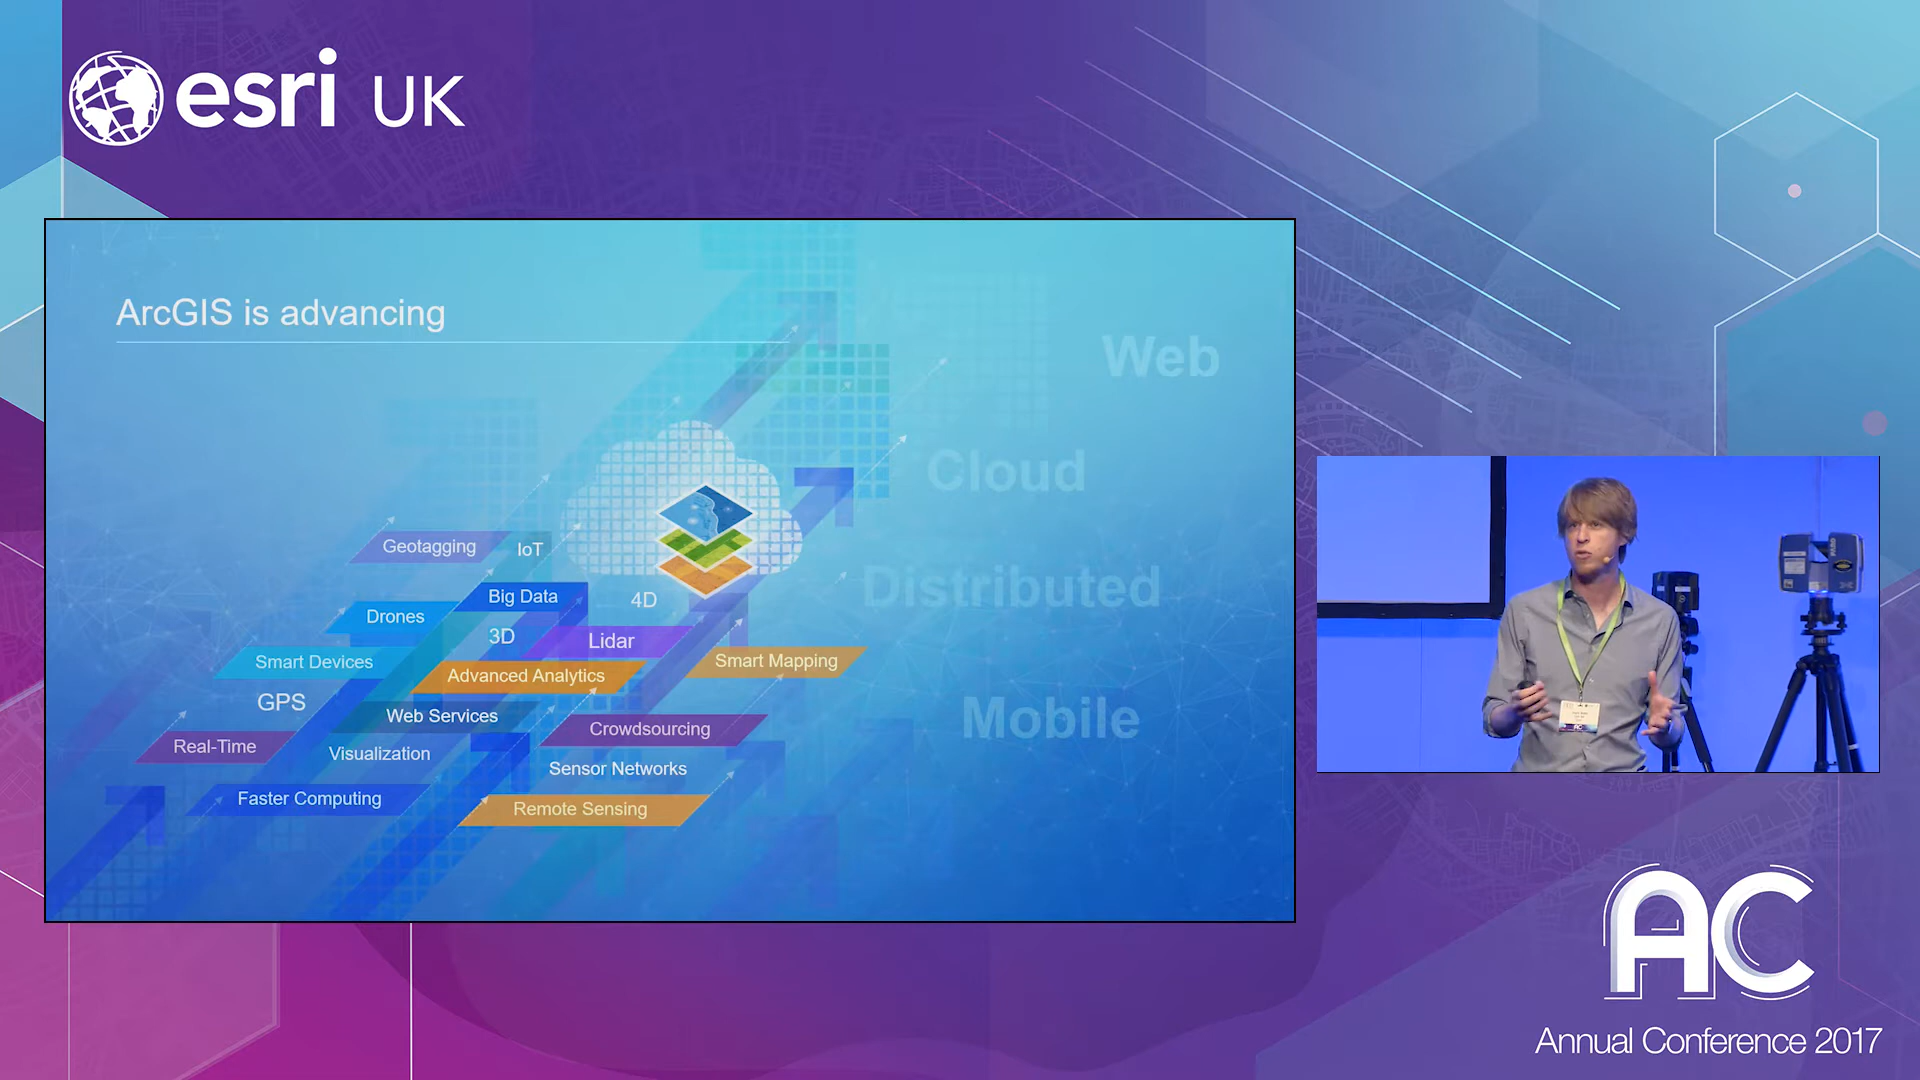 esri UK
ArcGIS is advancing
Web
Cloud
Distributed
Mobile
Geotagging
IoT
Big Data
4D
Drones
3D
Lidar
Smart Devices
Advanced Analytics
Smart Mapping
GPS
Web Services
Crowdsourcing
Real-Time
Visualization
Sensor Networks
Faster Computing
Remote Sensing
AC
Annual Conference 2017